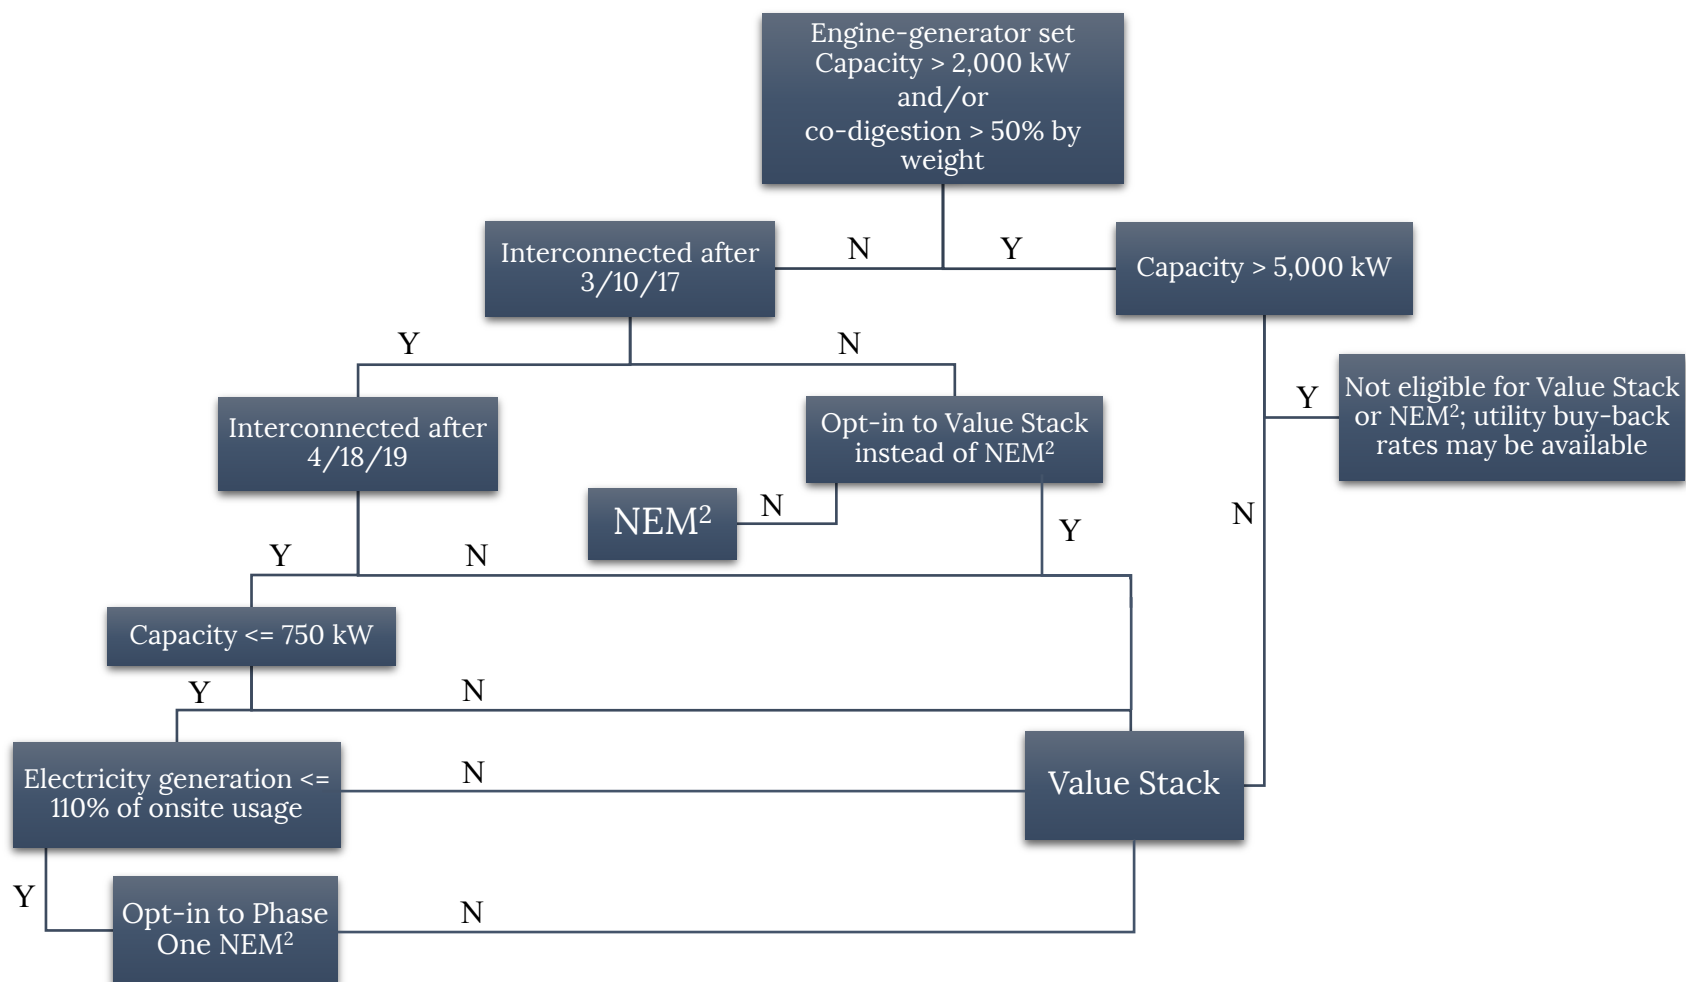 Engine-generator set
Capacity > 2,000 kW
and/or
co-digestion > 50% by
weight
Interconnected after
3/10/17
N
Y
Capacity > 5,000 kW
Y
N
Interconnected after
4/18/19
Opt-in to Value Stack
instead of NEM²
Y
Not eligible for Value Stack
or NEM²; utility buy-back
rates may be available
NEM²
N
Y
N
Y
N
Capacity <= 750 kW
Y
N
Electricity generation <=
110% of onsite usage
N
Value Stack
Y
Opt-in to Phase
One NEM²
N